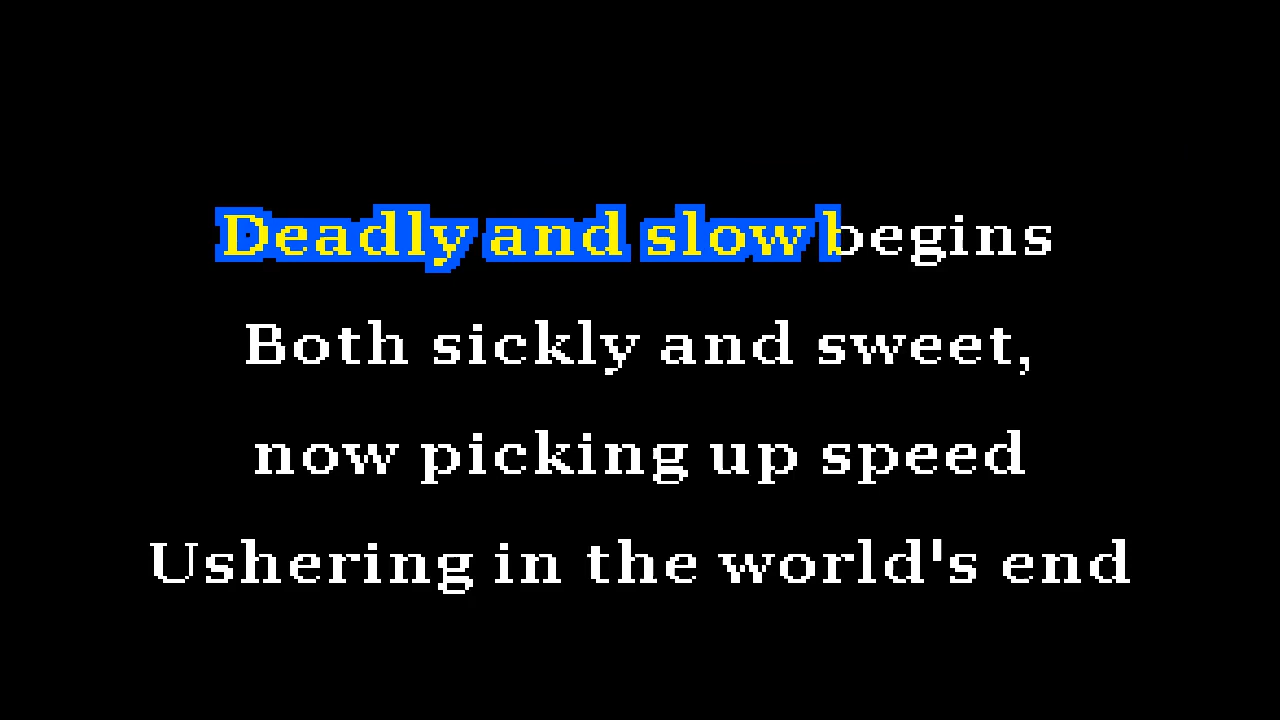 Deadly and slow begins
Both sickly and sweet,
now picking up speed
Ushering in the world's end